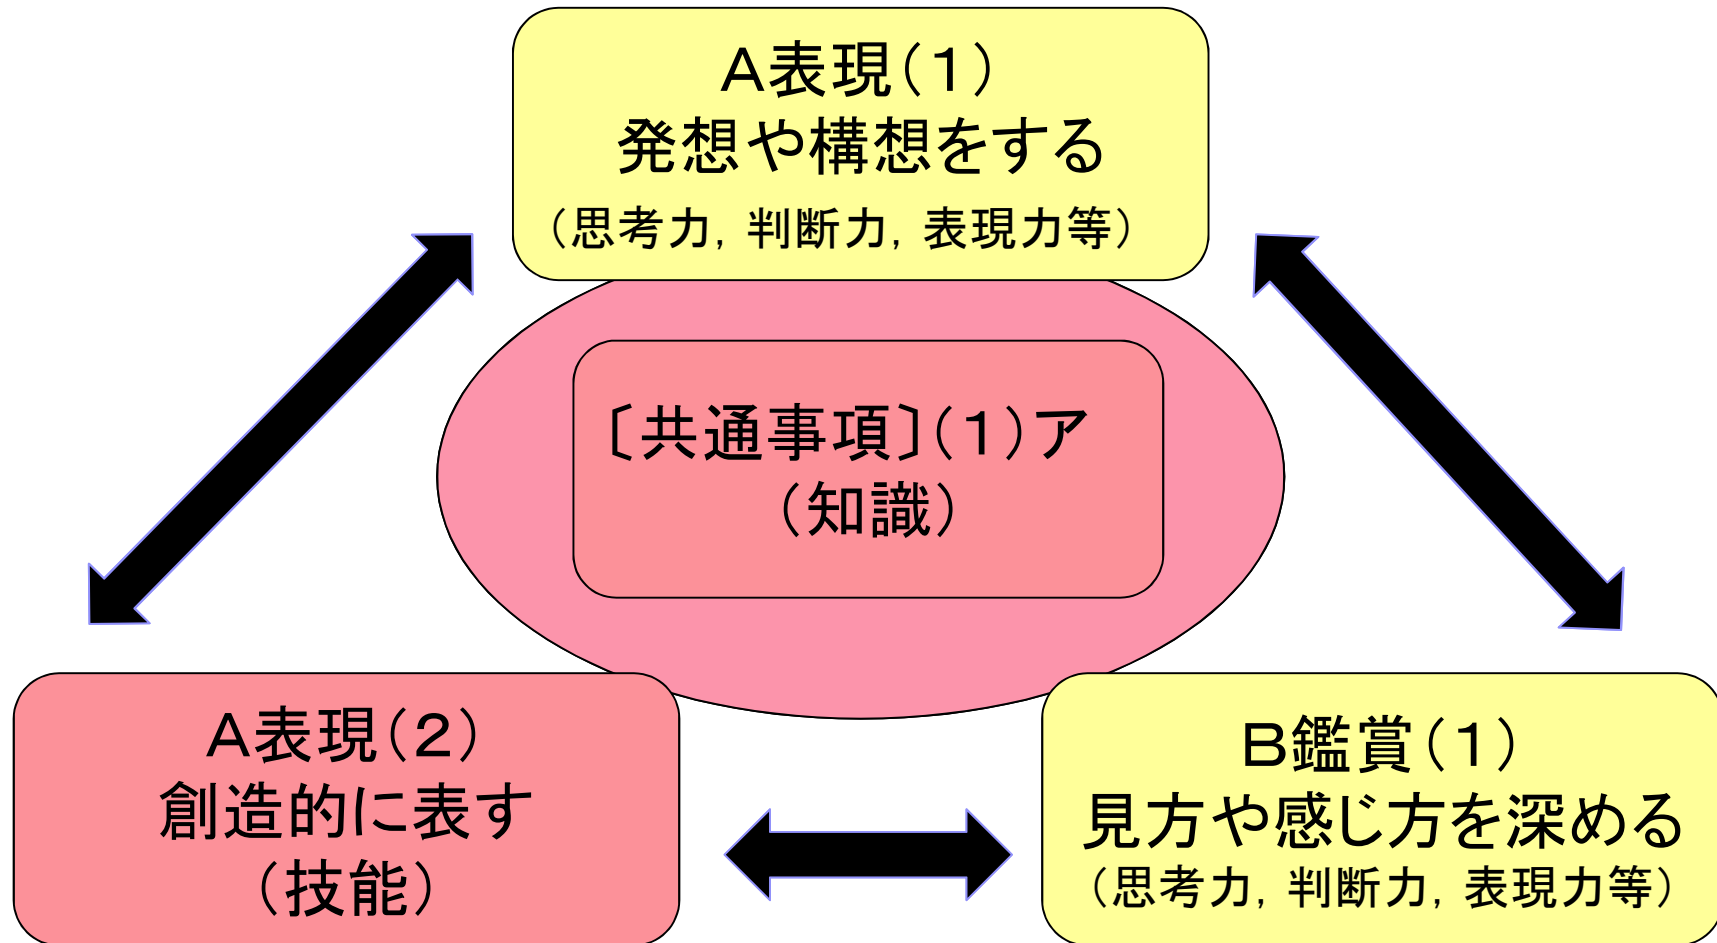 A表現(1)
発想や構想をする
(思考力,判断力,表現力等)
〔共通事項〕(1)ア
(知識)
A表現(2)
創造的に表す
(技能)
B鑑賞(1)
見方や感じ方を深める
(思考力,判断力,表現力等)